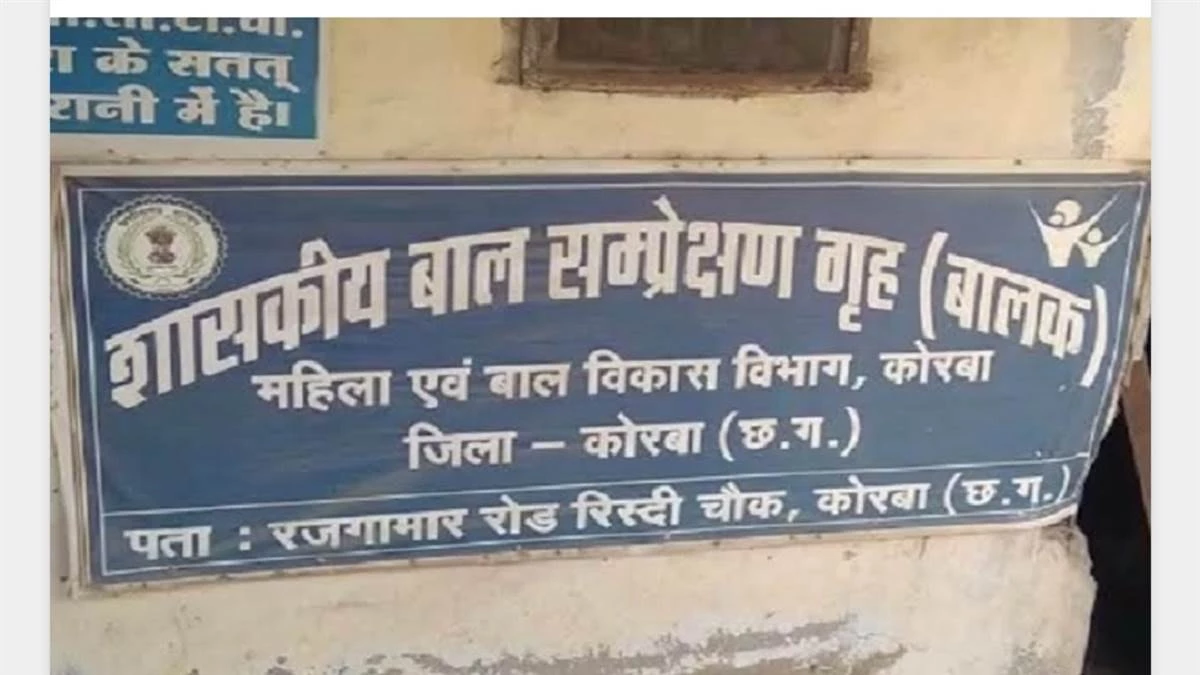 के सतत्
में है।
शासकीय बाल सम्प्रेक्षण गृह (बालक)
महिला एवं बाल विकास विभाग, कोरबा
जिला – कोरबा (छ.ग.)
पता : रजगामार रोड रिस्दी चौक, कोरबा (छ.ग.)